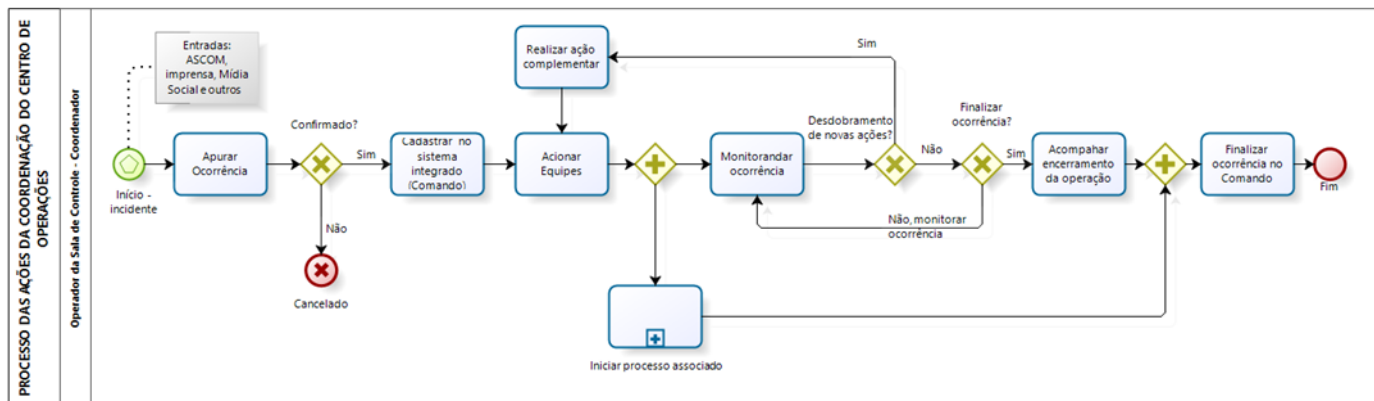 PROCESSO DAS AÇÕES DA COORDENAÇÃO DO CENTRO DE
OPERAÇÕES
Operador da Sala de Controle - Coordenador
Entradas:
ASCOM,
imprensa, Mídia
Social e outros
Início -
incidente
Apurar
Ocorrência
Confirmado?
Sim
Não
Cancelado
Cadastrar no
sistema
integrado
(Comando)
Realizar ação
complementar
Acionar
Equipes
Iniciar processo associado
Monitorandar
ocorrência
Sim
Desdobramento
de novas ações?
Não
Finalizar
ocorrência?
Sim
Não, monitorar
ocorrência
Acompahar
encerramento
da operação
Finalizar
ocorrência no
Comando
Fim